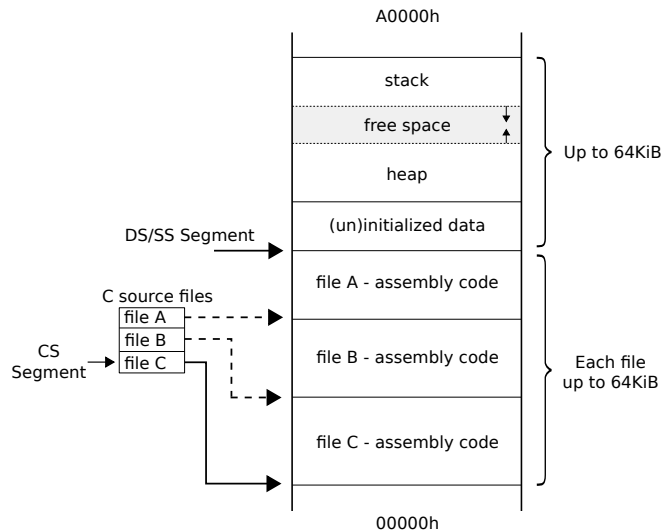 A0000h
stack
free space
Up to 64KiB
heap
(un)initialized data
DS/SS Segment
file A - assembly code
C source files
file A
file B
file C
CS
Segment
file B - assembly code
Each file
up to 64KiB
file C - assembly code
00000h